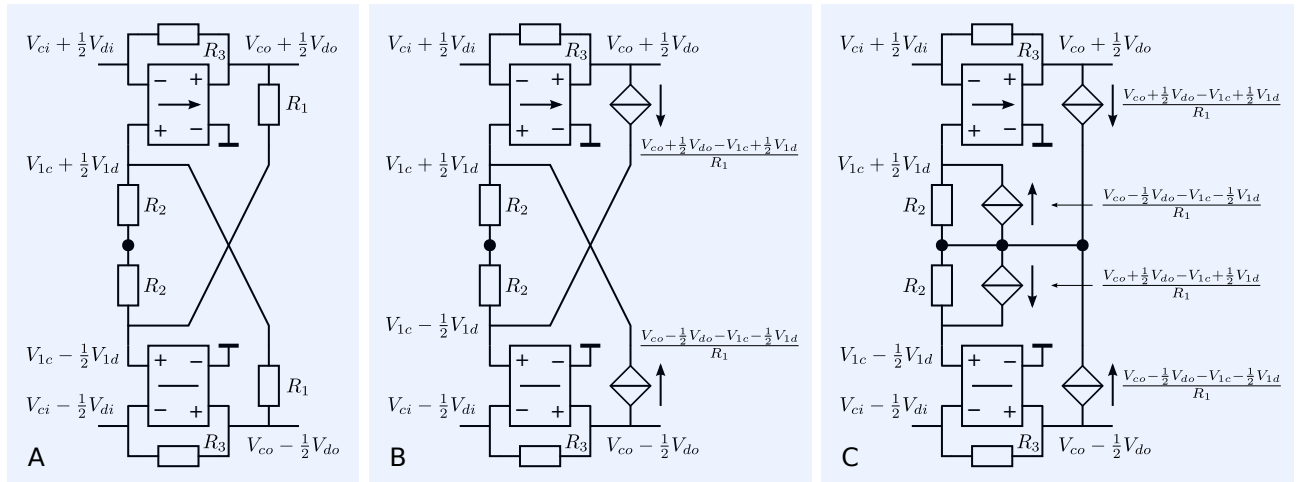 V_{ci} + \frac{1}{2}V_{di}
R_3
V_{co} + \frac{1}{2}V_{do}
− +
+ −
R_1
V_{1c} + \frac{1}{2}V_{1d}
R_2
R_2
V_{1c} − \frac{1}{2}V_{1d}
+ −
− +
R_1
V_{ci} − \frac{1}{2}V_{di}
R_3
V_{co} − \frac{1}{2}V_{do}
A
V_{ci} + \frac{1}{2}V_{di}
R_3
V_{co} + \frac{1}{2}V_{do}
− +
+ −
\frac{V_{co}+\frac{1}{2}V_{do}−V_{1c}+\frac{1}{2}V_{1d}}{R_1}
V_{1c} + \frac{1}{2}V_{1d}
R_2
R_2
V_{1c} − \frac{1}{2}V_{1d}
\frac{V_{co}−\frac{1}{2}V_{do}−V_{1c}−\frac{1}{2}V_{1d}}{R_1}
+ −
− +
V_{ci} − \frac{1}{2}V_{di}
R_3
V_{co} − \frac{1}{2}V_{do}
B
V_{ci} + \frac{1}{2}V_{di}
R_3
V_{co} + \frac{1}{2}V_{do}
− +
+ −
\frac{V_{co}+\frac{1}{2}V_{do}−V_{1c}+\frac{1}{2}V_{1d}}{R_1}
V_{1c} + \frac{1}{2}V_{1d}
R_2
\frac{V_{co}−\frac{1}{2}V_{do}−V_{1c}−\frac{1}{2}V_{1d}}{R_1}
R_2
\frac{V_{co}+\frac{1}{2}V_{do}−V_{1c}+\frac{1}{2}V_{1d}}{R_1}
V_{1c} − \frac{1}{2}V_{1d}
+ −
− +
\frac{V_{co}−\frac{1}{2}V_{do}−V_{1c}−\frac{1}{2}V_{1d}}{R_1}
V_{ci} − \frac{1}{2}V_{di}
R_3
V_{co} − \frac{1}{2}V_{do}
C